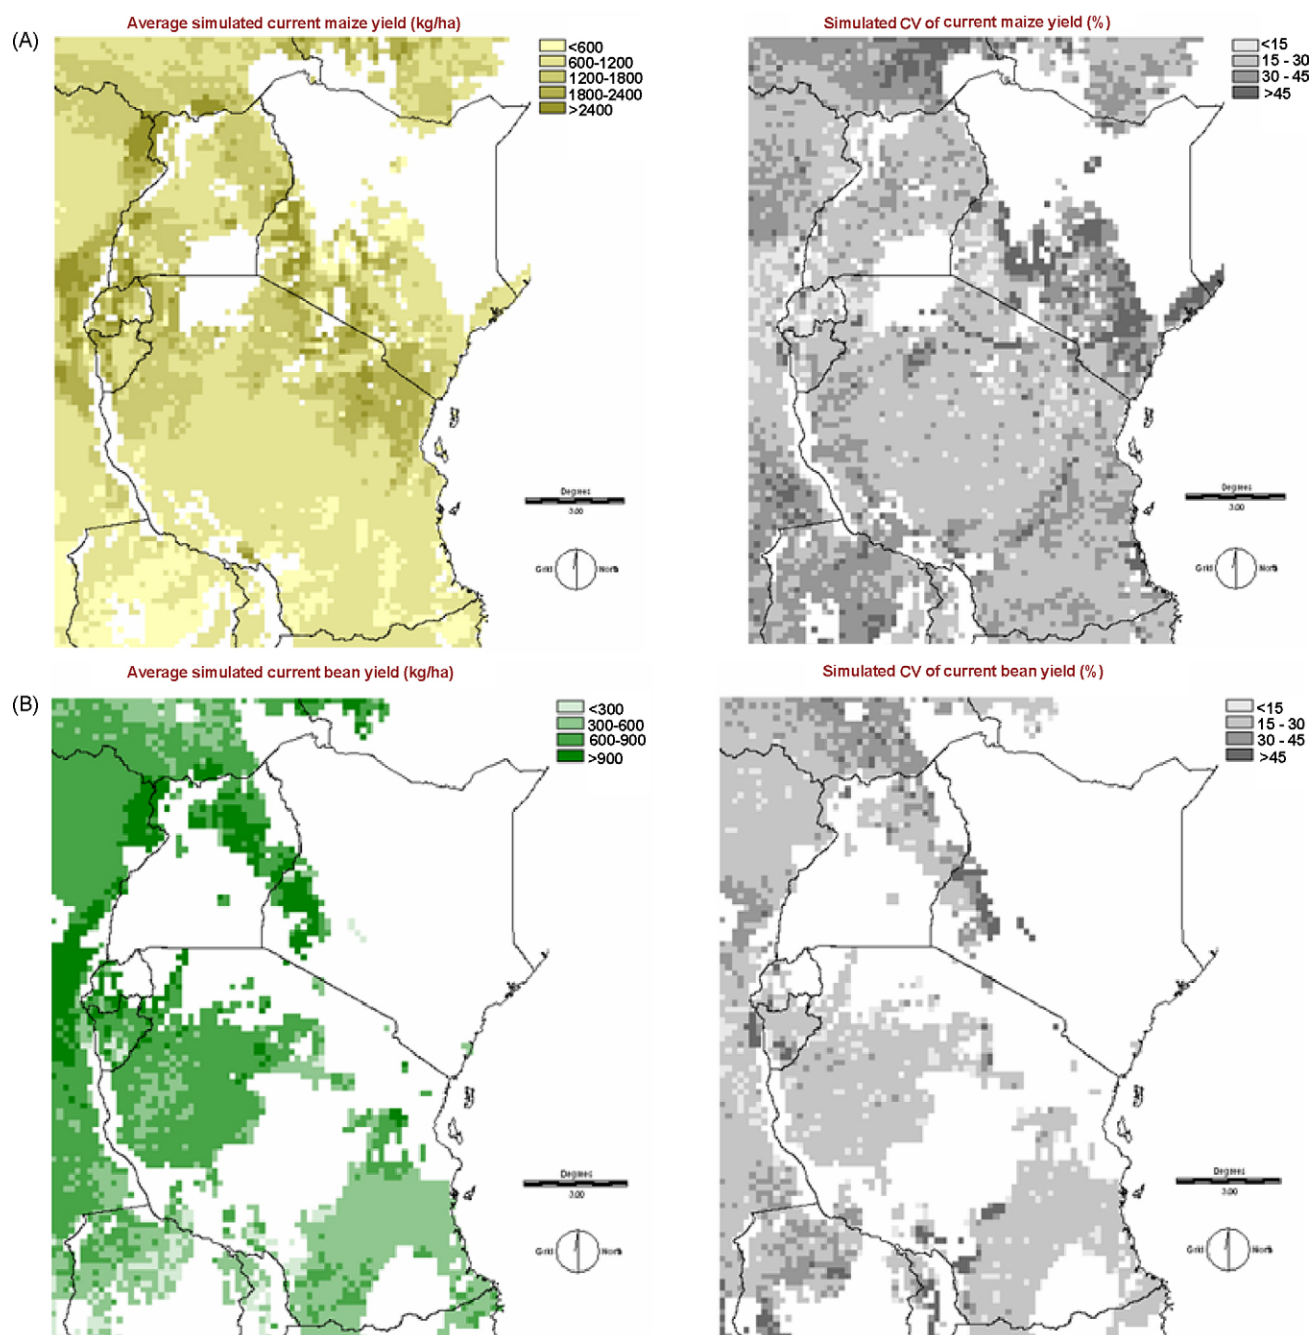 Average simulated current maize yield (kg/ha)
Simulated CV of current maize yield (%)
(A)
<600
600-1200
1200-1800
1800-2400
>2400
<15
15 - 30
30 - 45
>45
Degrees
3.00
Grid North
Degrees
3.00
Grid North
Average simulated current bean yield (kg/ha)
Simulated CV of current bean yield (%)
(B)
<300
300-600
600-900
>900
<15
15 - 30
30 - 45
>45
Degrees
3.00
Grid North
Degrees
3.00
Grid North